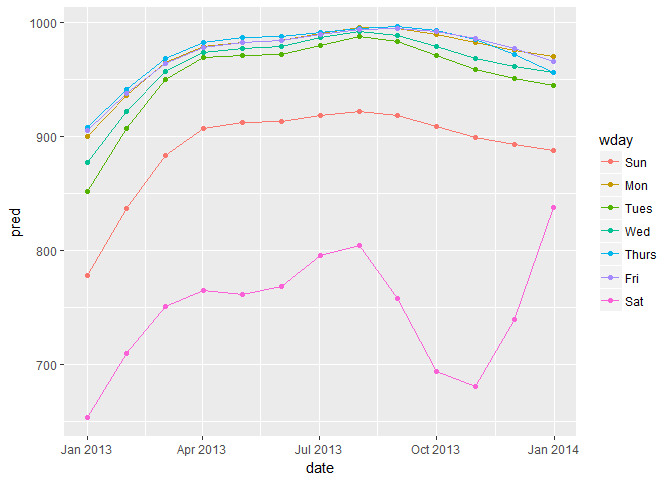 1000
900
800
700
pred
Jan 2013
Apr 2013
Jul 2013
Oct 2013
Jan 2014
date
wday
Sun
Mon
Tues
Wed
Thurs
Fri
Sat